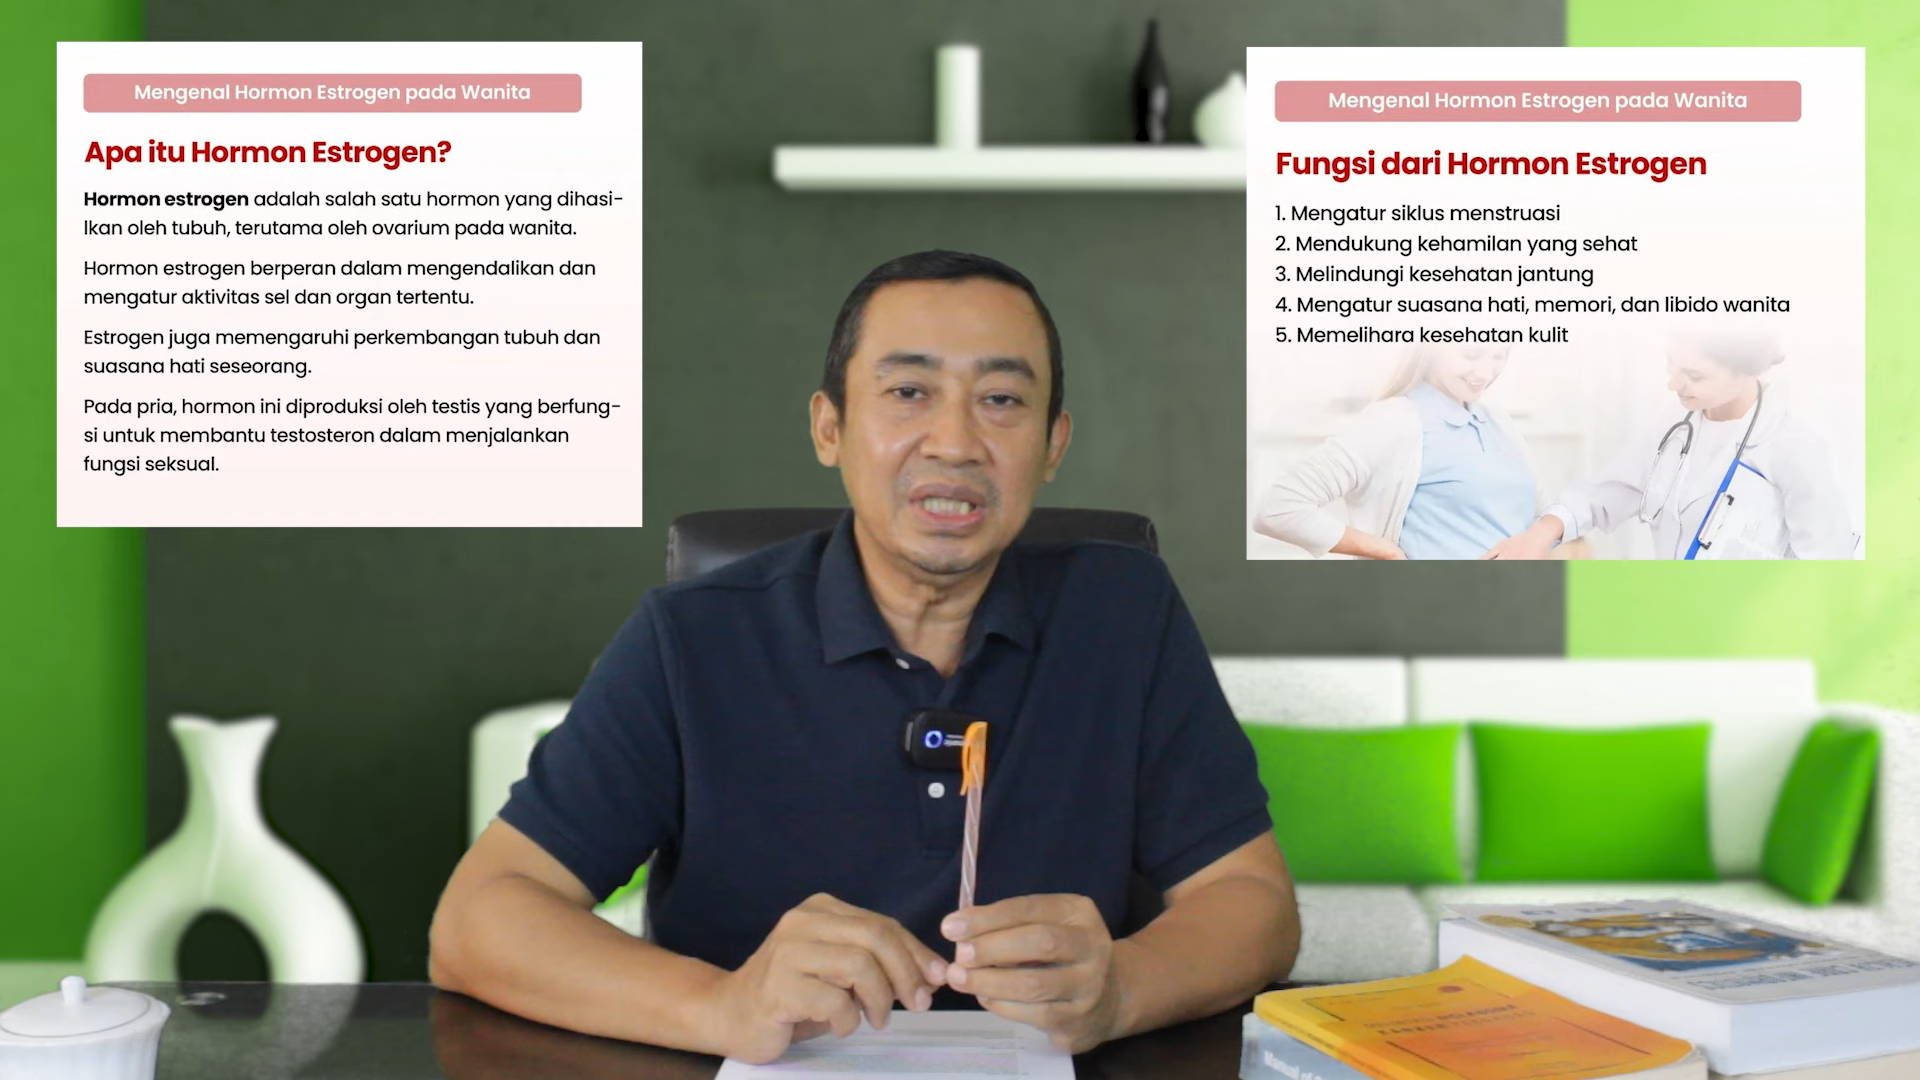 Mengenal Hormon Estrogen pada Wanita
Apa itu Hormon Estrogen?
Hormon estrogen adalah salah satu hormon yang dihasi-
lkan oleh tubuh, terutama oleh ovarium pada wanita.
Hormon estrogen berperan dalam mengendalikan dan
mengatur aktivitas sel dan organ tertentu.
Estrogen juga memengaruhi perkembangan tubuh dan
suasana hati seseorang.
Pada pria, hormon ini diproduksi oleh testis yang berfung-
si untuk membantu testosteron dalam menjalankan
fungsi seksual.
Mengenal Hormon Estrogen pada Wanita
Fungsi dari Hormon Estrogen
1. Mengatur siklus menstruasi
2. Mendukung kehamilan yang sehat
3. Melindungi kesehatan jantung
4. Mengatur suasana hati, memori, dan libido wanita
5. Memelihara kesehatan kulit
Manual of